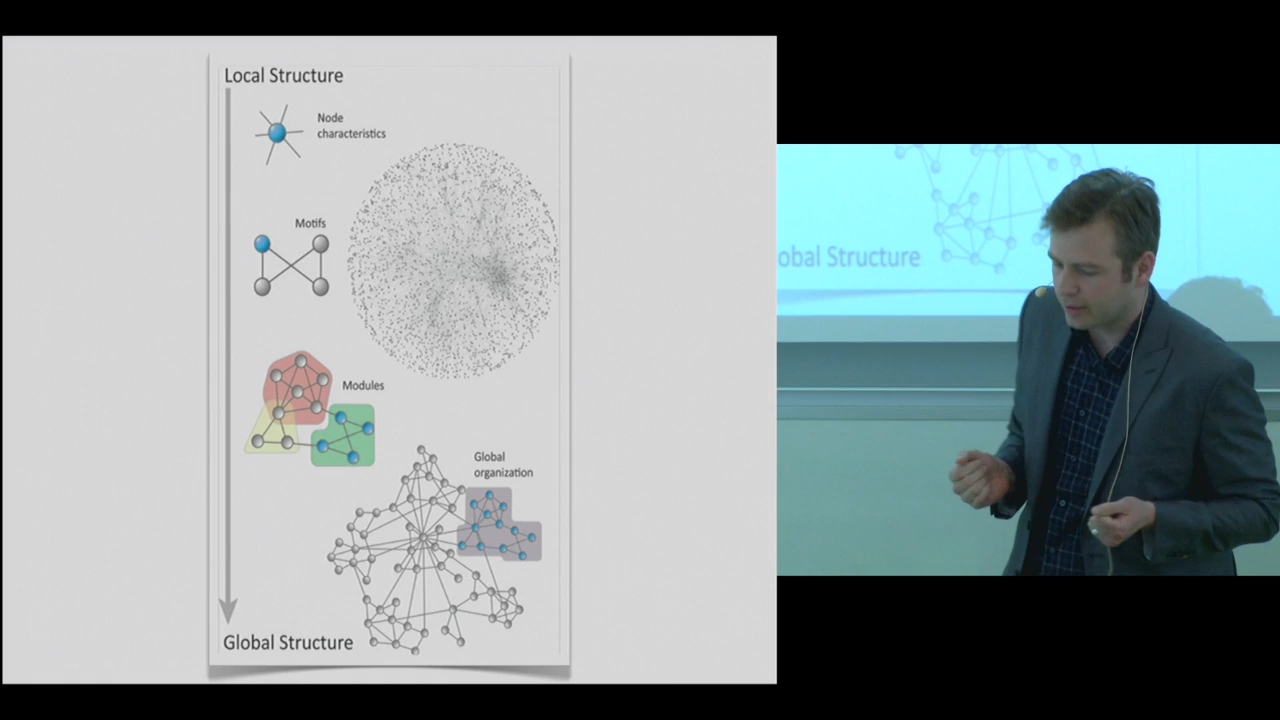 Local Structure
Node
characteristics
Motifs
Modules
Global
organization
Global Structure
obal Structure